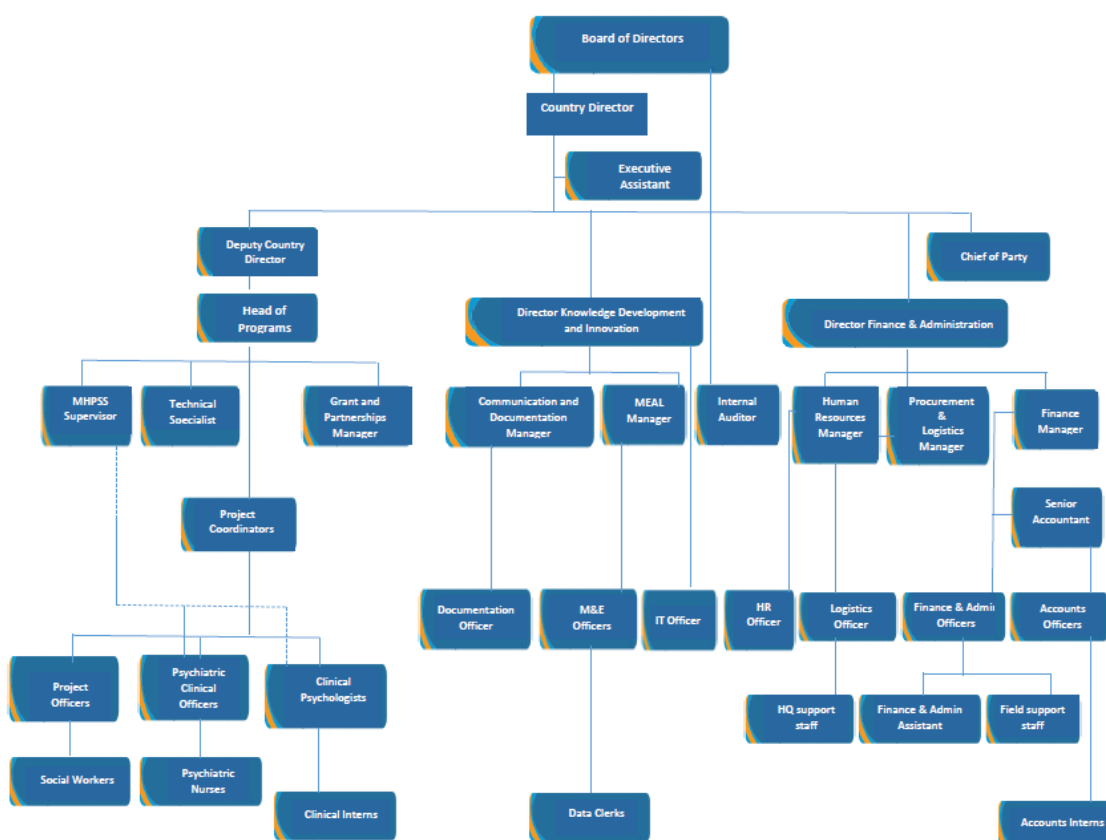 Board of Directors
Country Director
Executive
Assistant
Deputy Country
Director
Chief of Party
Head of
Programs
Director Knowledge Development
and Innovation
Director Finance & Administration
MHPSS
Supervisor
Technical
Soecialist
Grant and
Partnerships
Manager
Communication and
Documentation
Manager
MEAL
Manager
Internal
Auditor
Human
Resources
Manager
Procurement
&
Logistics
Manager
Finance
Manager
Project
Coordinators
Senior
Accountant
Documentation
Officer
M&E
Officers
IT Officer
HR
Officer
Logistics
Officer
Finance & Admin
Officers
Accounts
Officers
Project
Officers
Psychiatric
Clinical
Officers
Clinical
Psychologists
HQ support
staff
Finance & Admin
Assistant
Field support
staff
Social Workers
Psychiatric
Nurses
Clinical Interns
Data Clerks
Accounts Interns